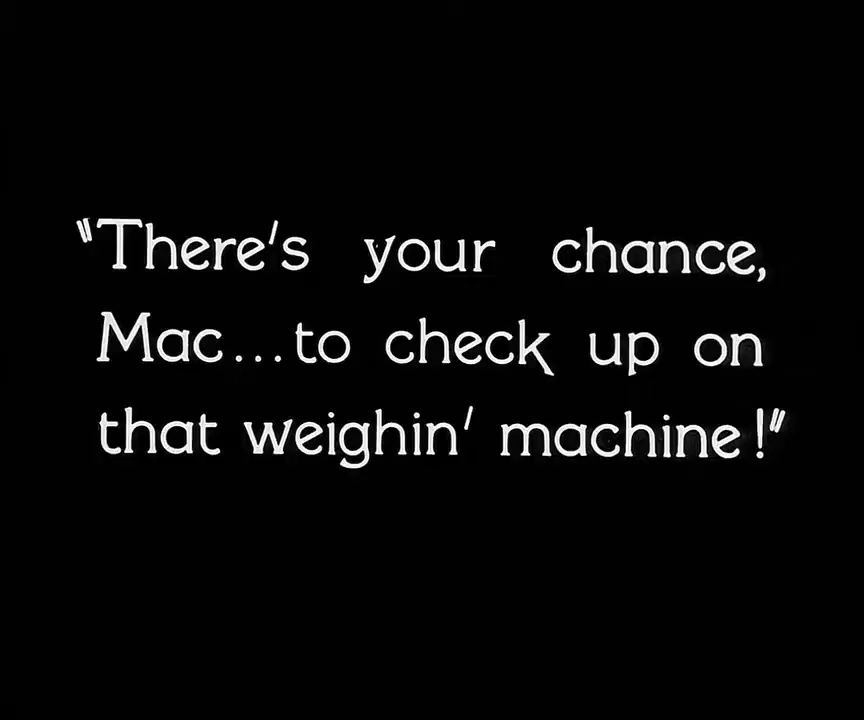 "There's your chance,
Mac...to check up on
that weighin' machine!"